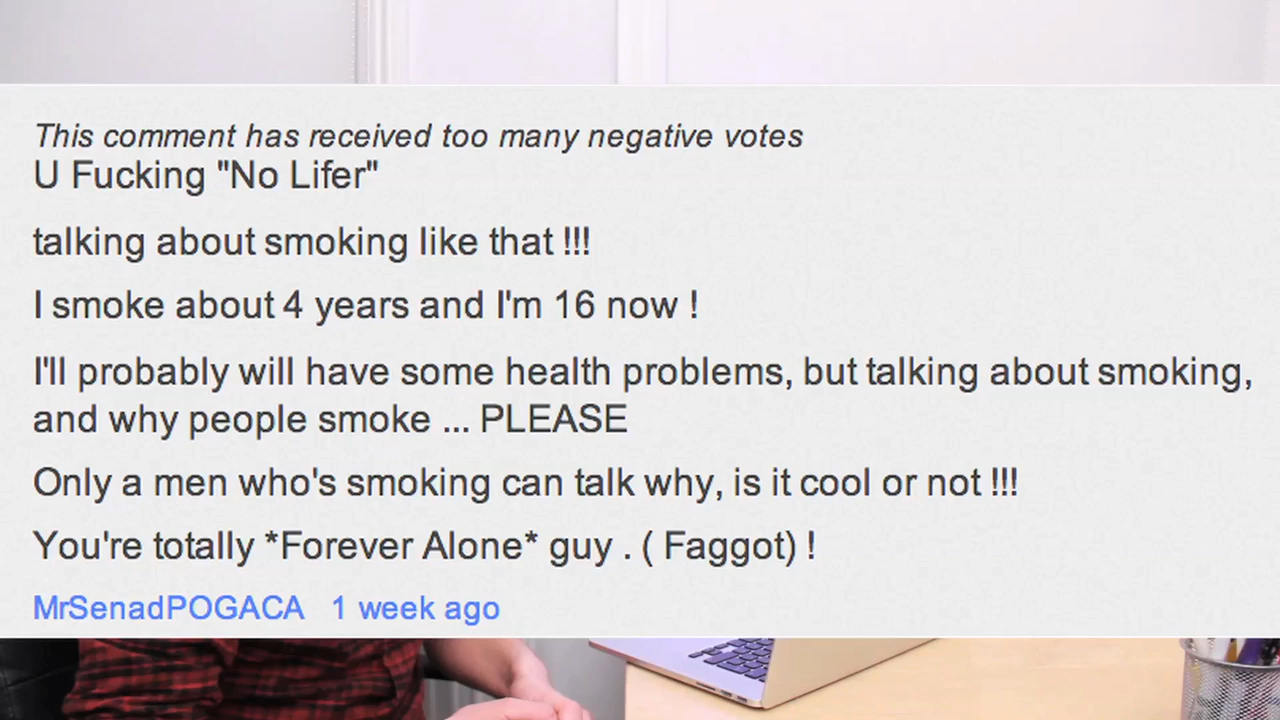 This comment has received too many negative votes
U Fucking "No Lifer"
talking about smoking like that !!!
I smoke about 4 years and I'm 16 now !
I'll probably will have some health problems, but talking about smoking,
and why people smoke ... PLEASE
Only a men who's smoking can talk why, is it cool or not !!!
You're totally *Forever Alone* guy . ( Faggot) !
MrSenadPOGACA 1 week ago